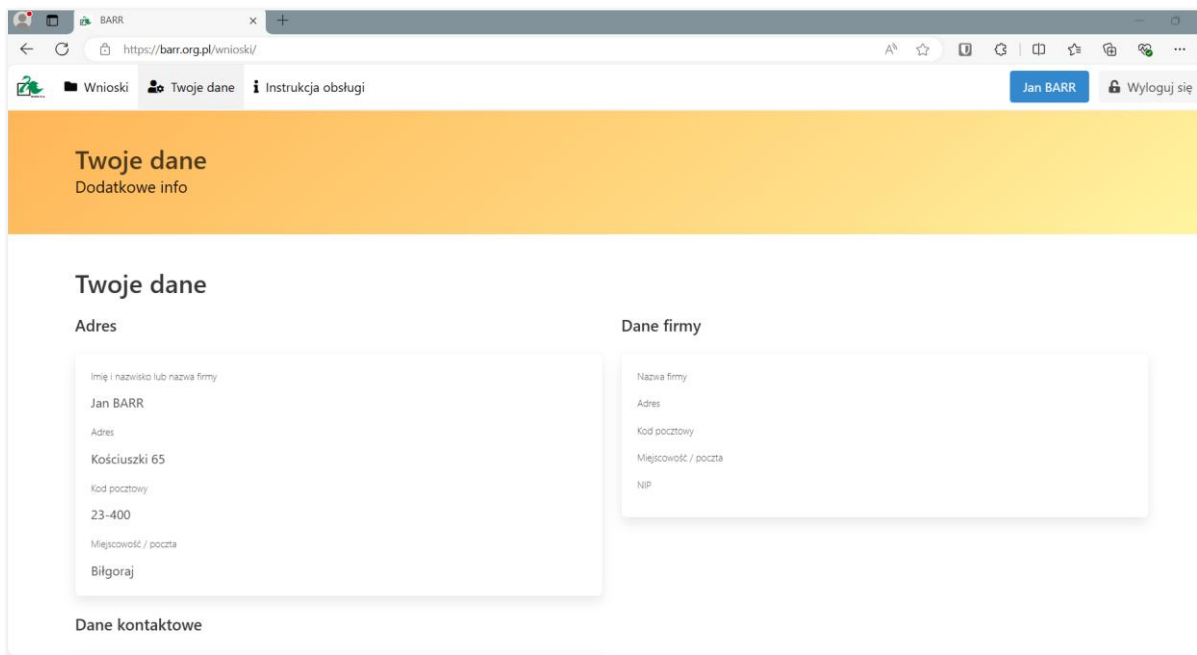 BARR
https://barr.org.pl/wnioski/
Wnioski Twoje dane Instrukcja obsługi Jan BARR Wyloguj się
Twoje dane
Dodatkowe info
Twoje dane
Adres
Imię i nazwisko lub nazwa firmy
Jan BARR
Adres
Kościuszki 65
Kod pocztowy
23-400
Miejscowość / poczta
Biłgoraj
Dane firmy
Nazwa firmy
Adres
Kod pocztowy
Miejscowość / poczta
NIP
Dane kontaktowe